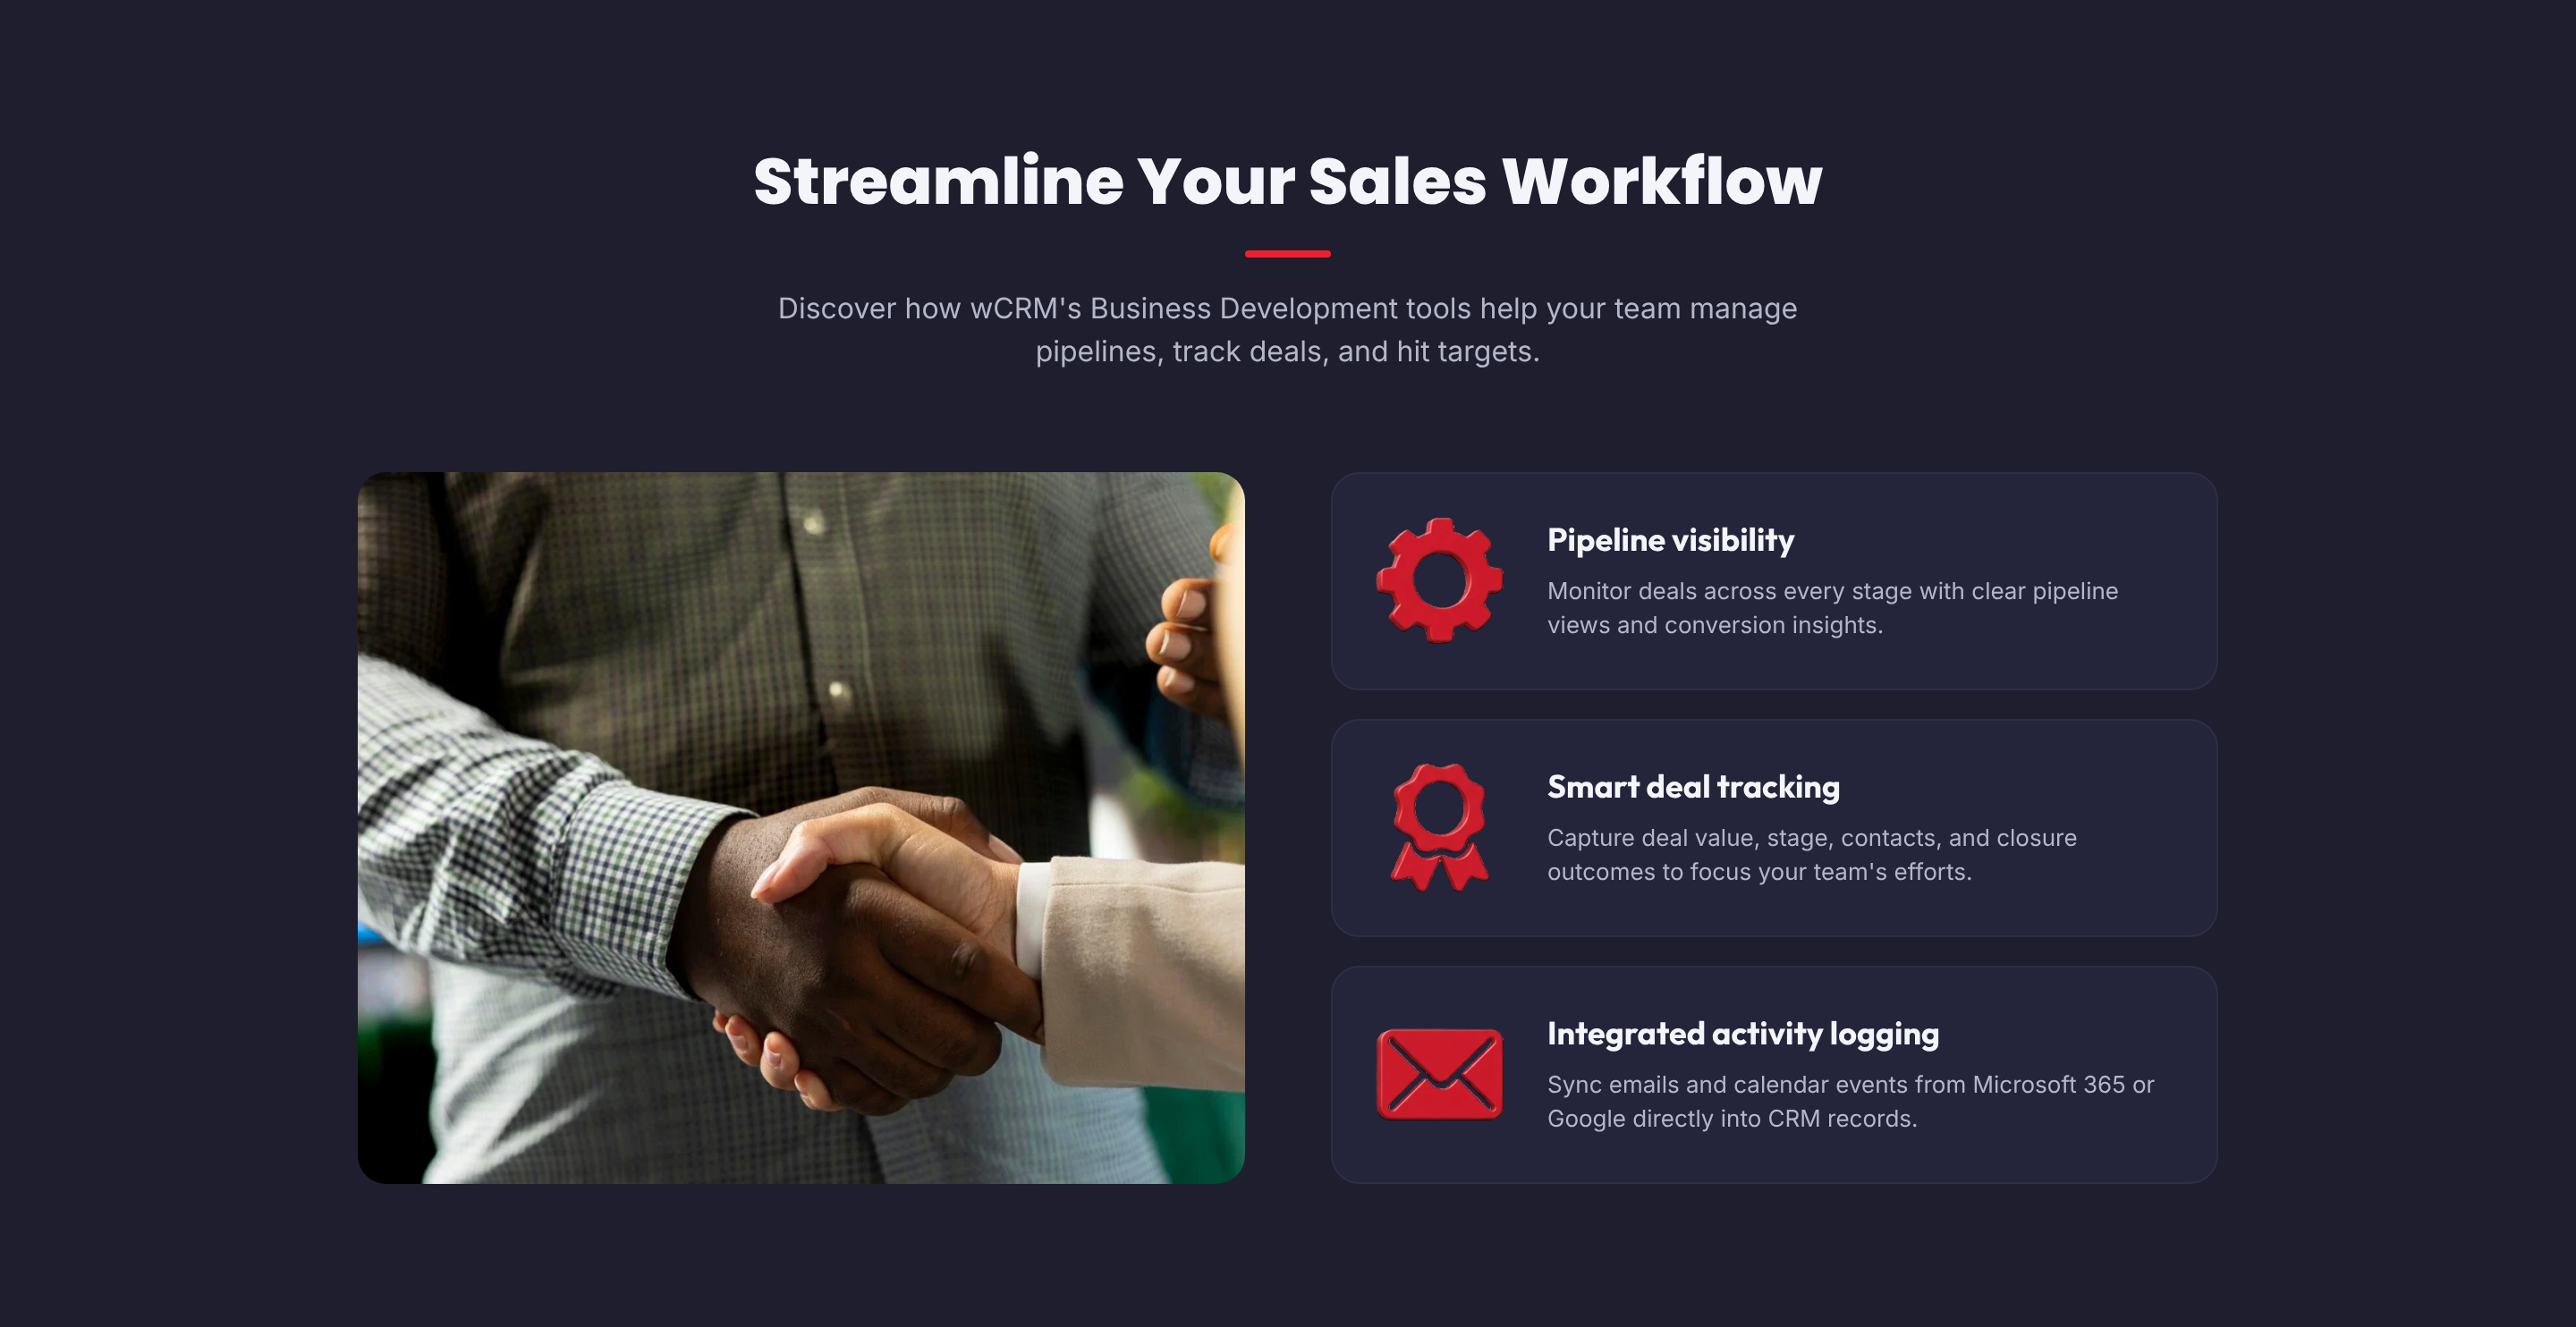 Streamline Your Sales Workflow
Discover how wCRM's Business Development tools help your team manage
pipelines, track deals, and hit targets.
Pipeline visibility
Monitor deals across every stage with clear pipeline
views and conversion insights.
Smart deal tracking
Capture deal value, stage, contacts, and closure
outcomes to focus your team's efforts.
Integrated activity logging
Sync emails and calendar events from Microsoft 365 or
Google directly into CRM records.